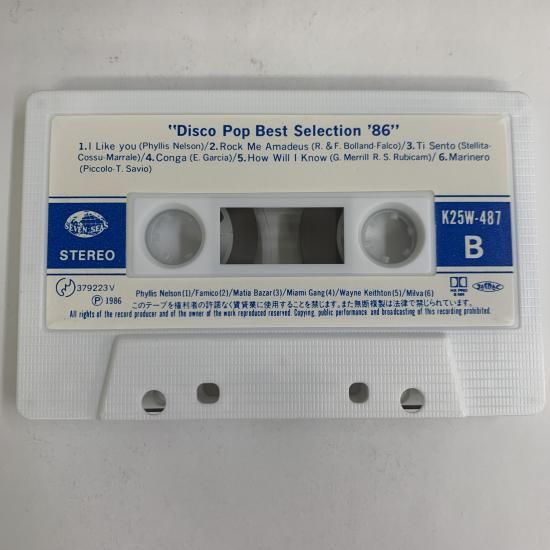 "Disco Pop Best Selection '86"
1.I Like you (Phyllis Nelson)/2.Rock Me Amadeus (R. & F. Bolland-Falco)/3.Ti Sento (Stellita-
Cossu-Marrale)/4.Conga (E. Garcia)/5.How Will I Know (G. Merrill R. S. Rubicam)/6.Marinero
(Piccolo-T. Savio)
SEVEN SEAS
STEREO
K25W-487
B
379223V
Ⓟ 1986
Phyllis Nelson(1)/Famico(2)/Matia Bazar(3)/Miami Gang(4)/Wayne Keithton(5)/Milva(6)
このテープを権利者の許諾なく賃貸業に使用することを禁じます。また無断複製は法律で禁じられています。
All rights of the record producer and of the owner of the work reproduced reserved. Copying, public performance and broadcasting of this recording prohibited.
HX PRO
B NR